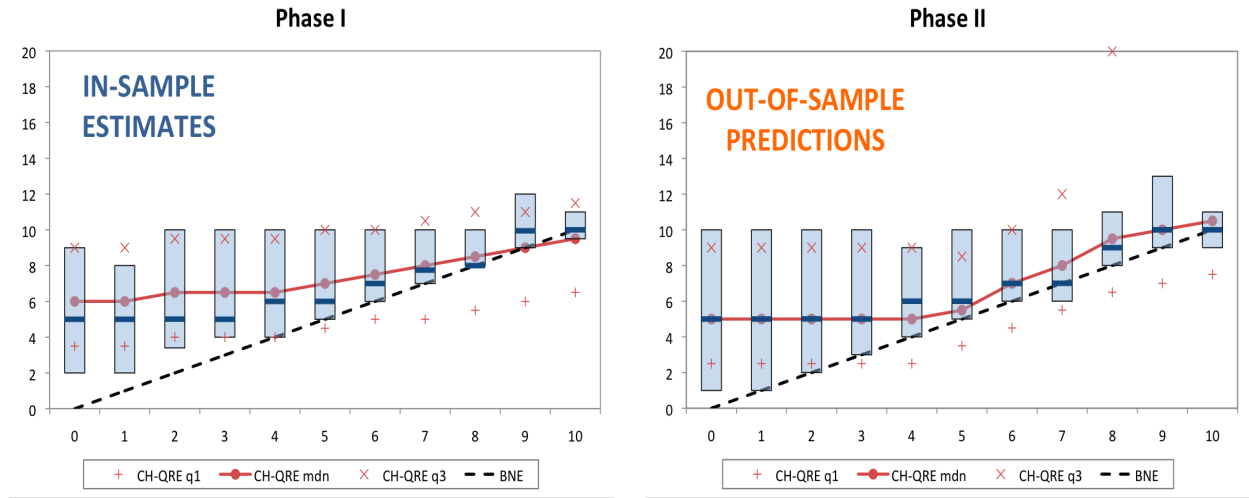 Phase I
20
18
16
14
12
10
8
6
4
2
0
IN-SAMPLE
ESTIMATES
0 1 2 3 4 5 6 7 8 9 10
CH-QRE q1 CH-QRE mdn CH-QRE q3 BNE
Phase II
20
18
16
14
12
10
8
6
4
2
0
OUT-OF-SAMPLE
PREDICTIONS
0 1 2 3 4 5 6 7 8 9 10
CH-QRE q1 CH-QRE mdn CH-QRE q3 BNE